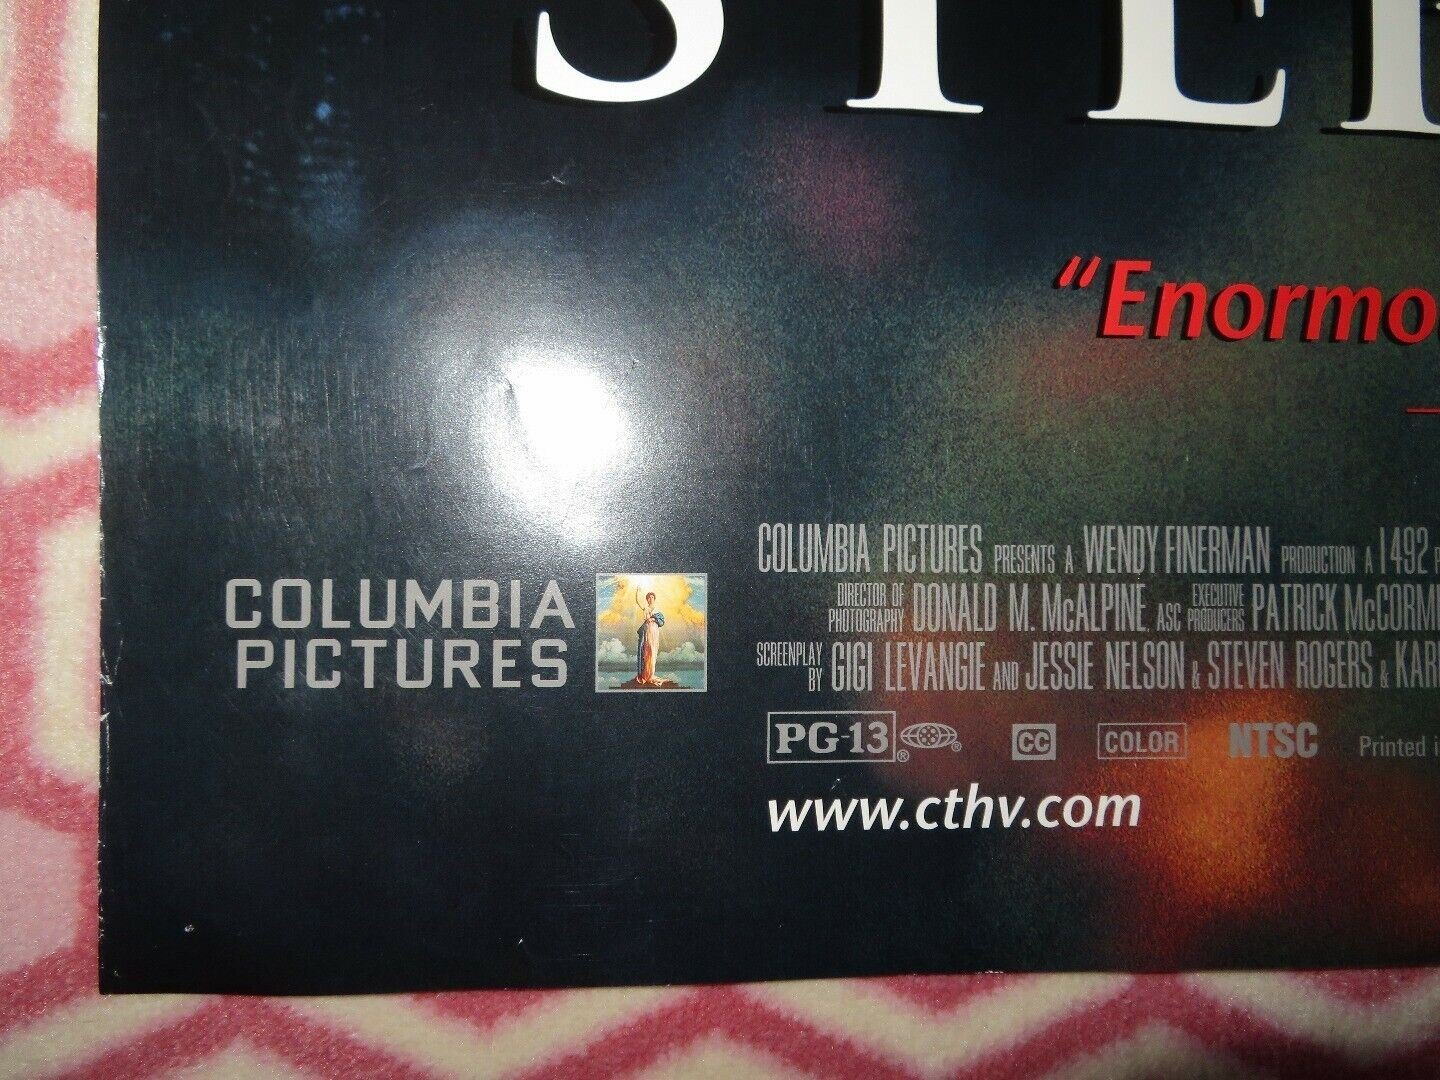 STE
"Enormo
COLUMBIA PICTURES PRESENTS A WENDY FINERMAN PRODUCTION A 1492 P
DIRECTOR OF PHOTOGRAPHY DONALD M. McALPINE, ASC EXECUTIVE PRODUCERS PATRICK McCORM
SCREENPLAY BY GIGI LEVANGIE AND JESSIE NELSON & STEVEN ROGERS & KAR
COLUMBIA
PICTURES
PG-13 ® ® CC COLOR NTSC Printed i
www.cthv.com